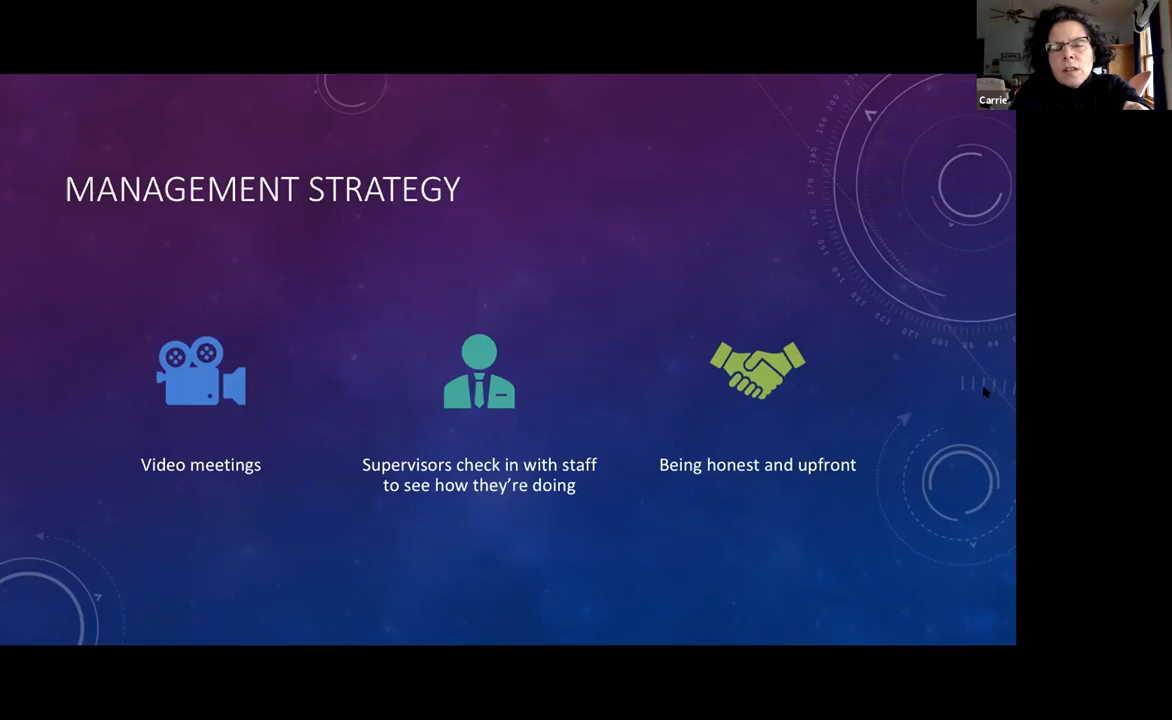 Carrie
MANAGEMENT STRATEGY
Video meetings
Supervisors check in with staff
to see how they're doing
Being honest and upfront